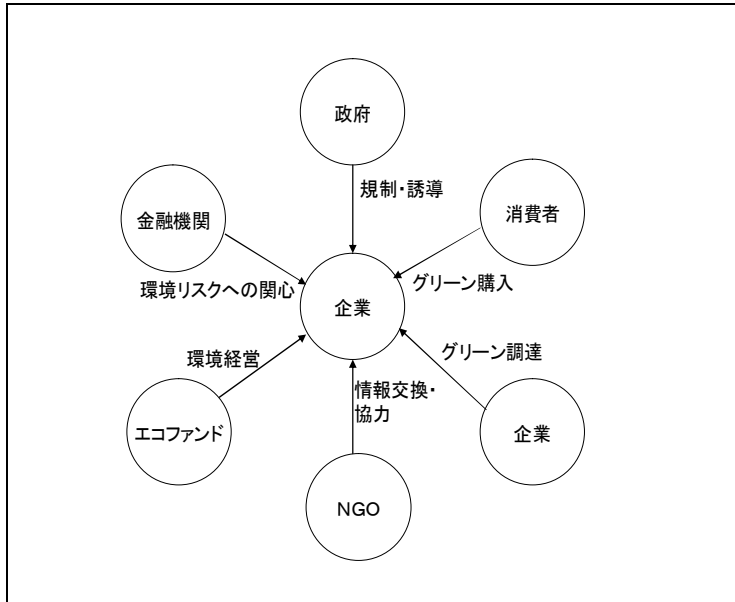 政府
規制・誘導
金融機関
消費者
環境リスクへの関心
企業
グリーン購入
環境経営
グリーン調達
情報交換・
協力
エコファンド
企業
NGO